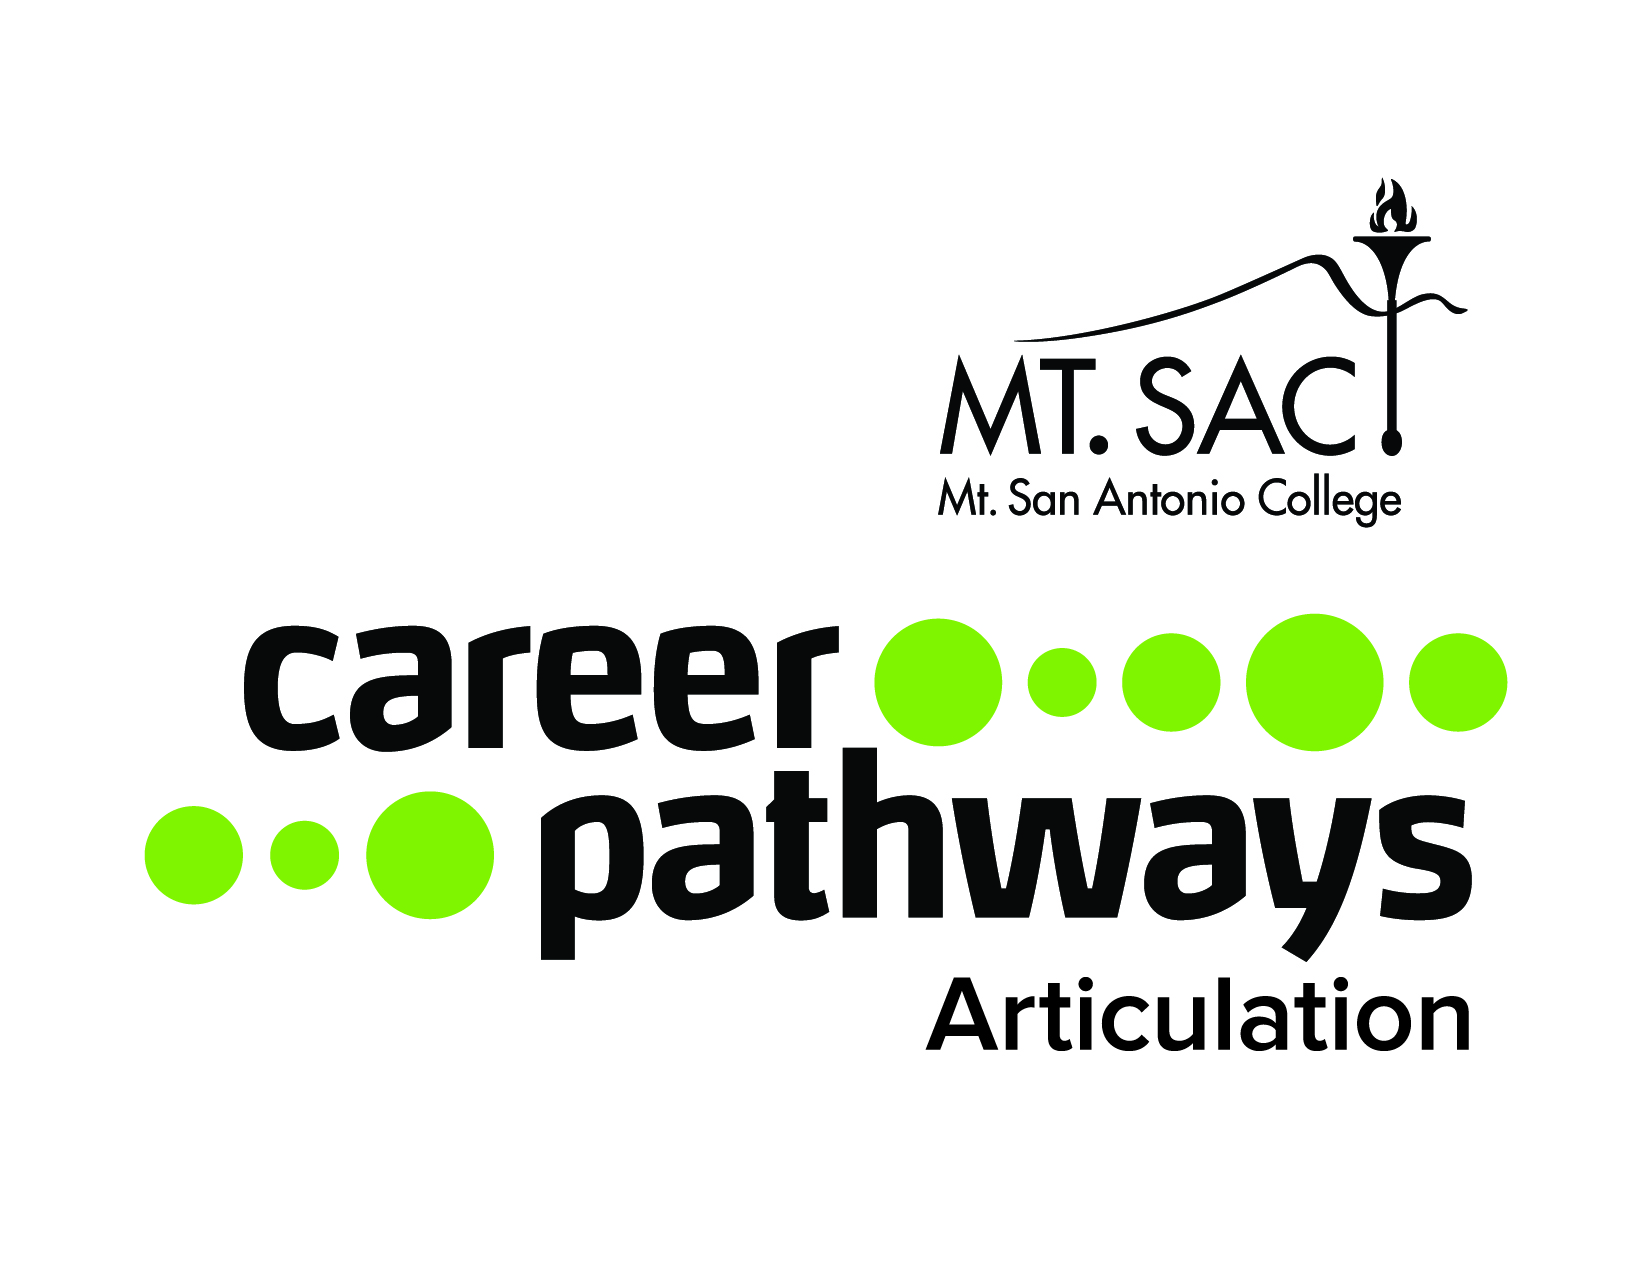 MT. SAC
Mt. San Antonio College
career
pathways
Articulation